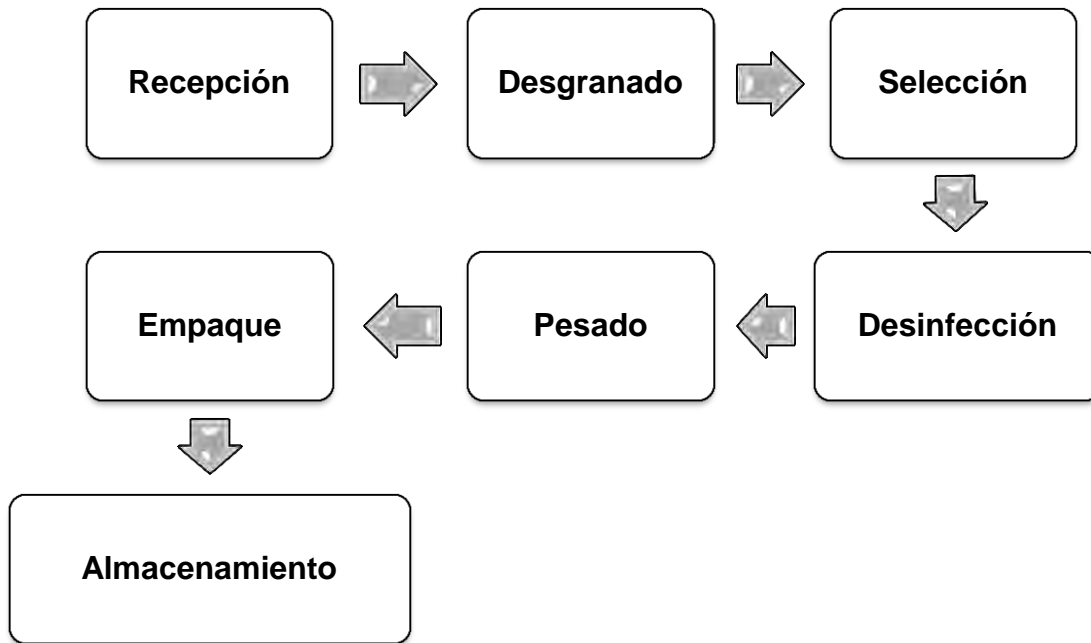 Recepción
Desgranado
Selección
Desinfección
Pesado
Empaque
Almacenamiento